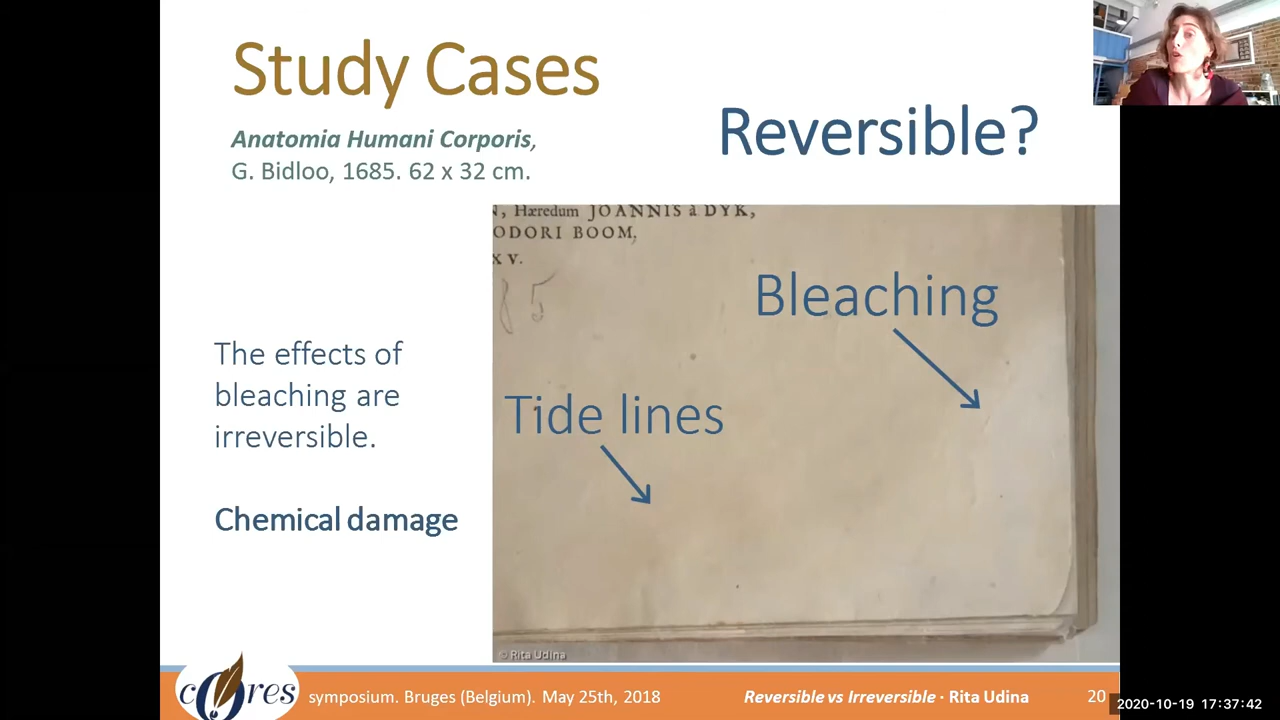 Study Cases
Anatomia Humani Corporis,
G. Bidloo, 1685. 62 x 32 cm.
Reversible?
, Hæredum JOANNIS à DYK,
ODORI BOOM,
X V.
85
Bleaching
Tide lines
The effects of
bleaching are
irreversible.
Chemical damage
© Rita Udina
cores
symposium. Bruges (Belgium). May 25th, 2018
Reversible vs Irreversible · Rita Udina
20
2020-10-19 17:37:42